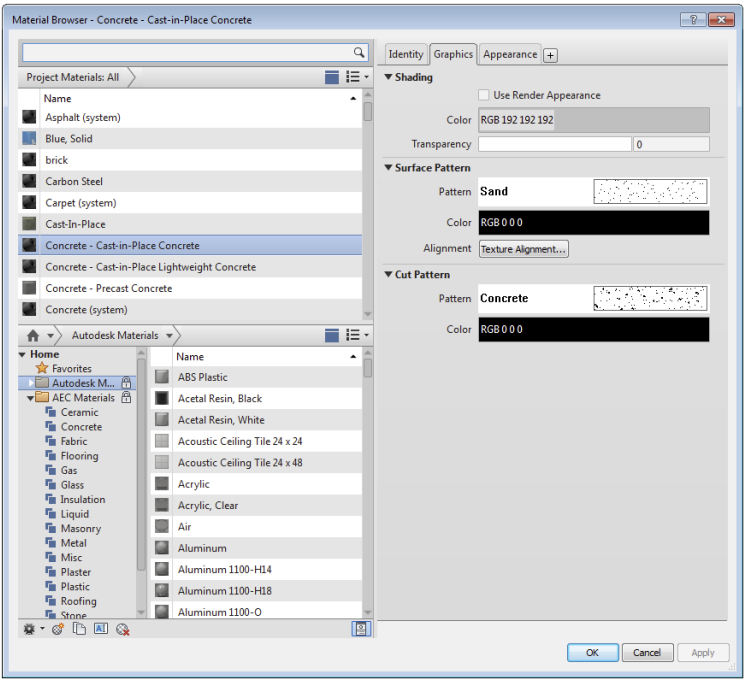 Material Browser - Concrete - Cast-in-Place Concrete
Project Materials: All
Name
Asphalt (system)
Blue, Solid
brick
Carbon Steel
Carpet (system)
Cast-In-Place
Concrete - Cast-in-Place Concrete
Concrete - Cast-in-Place Lightweight Concrete
Concrete - Precast Concrete
Concrete (system)
Autodesk Materials
Home
Favorites
Autodesk M...
AEC Materials
Ceramic
Concrete
Fabric
Flooring
Gas
Glass
Insulation
Liquid
Masonry
Metal
Misc
Plaster
Plastic
Roofing
Stone
Name
ABS Plastic
Acetal Resin, Black
Acetal Resin, White
Acoustic Ceiling Tile 24 x 24
Acoustic Ceiling Tile 24 x 48
Acrylic
Acrylic, Clear
Air
Aluminum
Aluminum 1100-H14
Aluminum 1100-H18
Aluminum 1100-O
Identity Graphics Appearance +
Shading
Use Render Appearance
Color RGB 192 192 192
Transparency 0
Surface Pattern
Pattern Sand
Color RGB 0 0 0
Alignment Texture Alignment...
Cut Pattern
Pattern Concrete
Color RGB 0 0 0
OK Cancel Apply